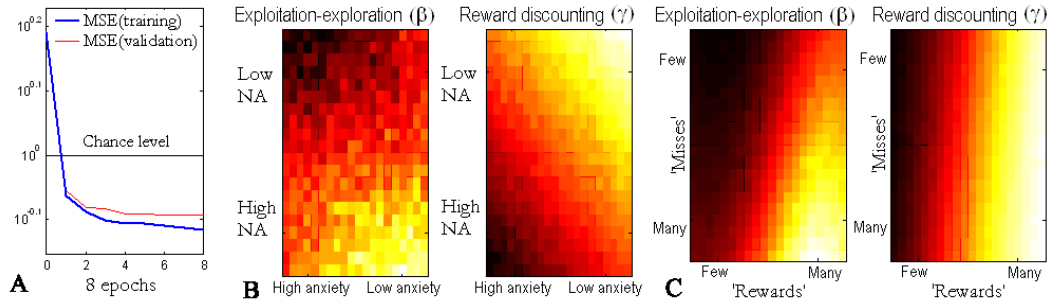 10^0.2
MSE(training)
MSE(validation)
10^0.1
Chance level
10^0
10^-0.1
0 2 4 6 8
8 epochs
A
Exploitation-exploration (β)
Reward discounting (γ)
Low
NA
High
NA
Low
NA
High
NA
High anxiety Low anxiety
High anxiety Low anxiety
B
Exploitation-exploration (β)
Reward discounting (γ)
Few
'Misses'
Many
Few
'Misses'
Many
Few Many
'Rewards'
Few Many
'Rewards'
C